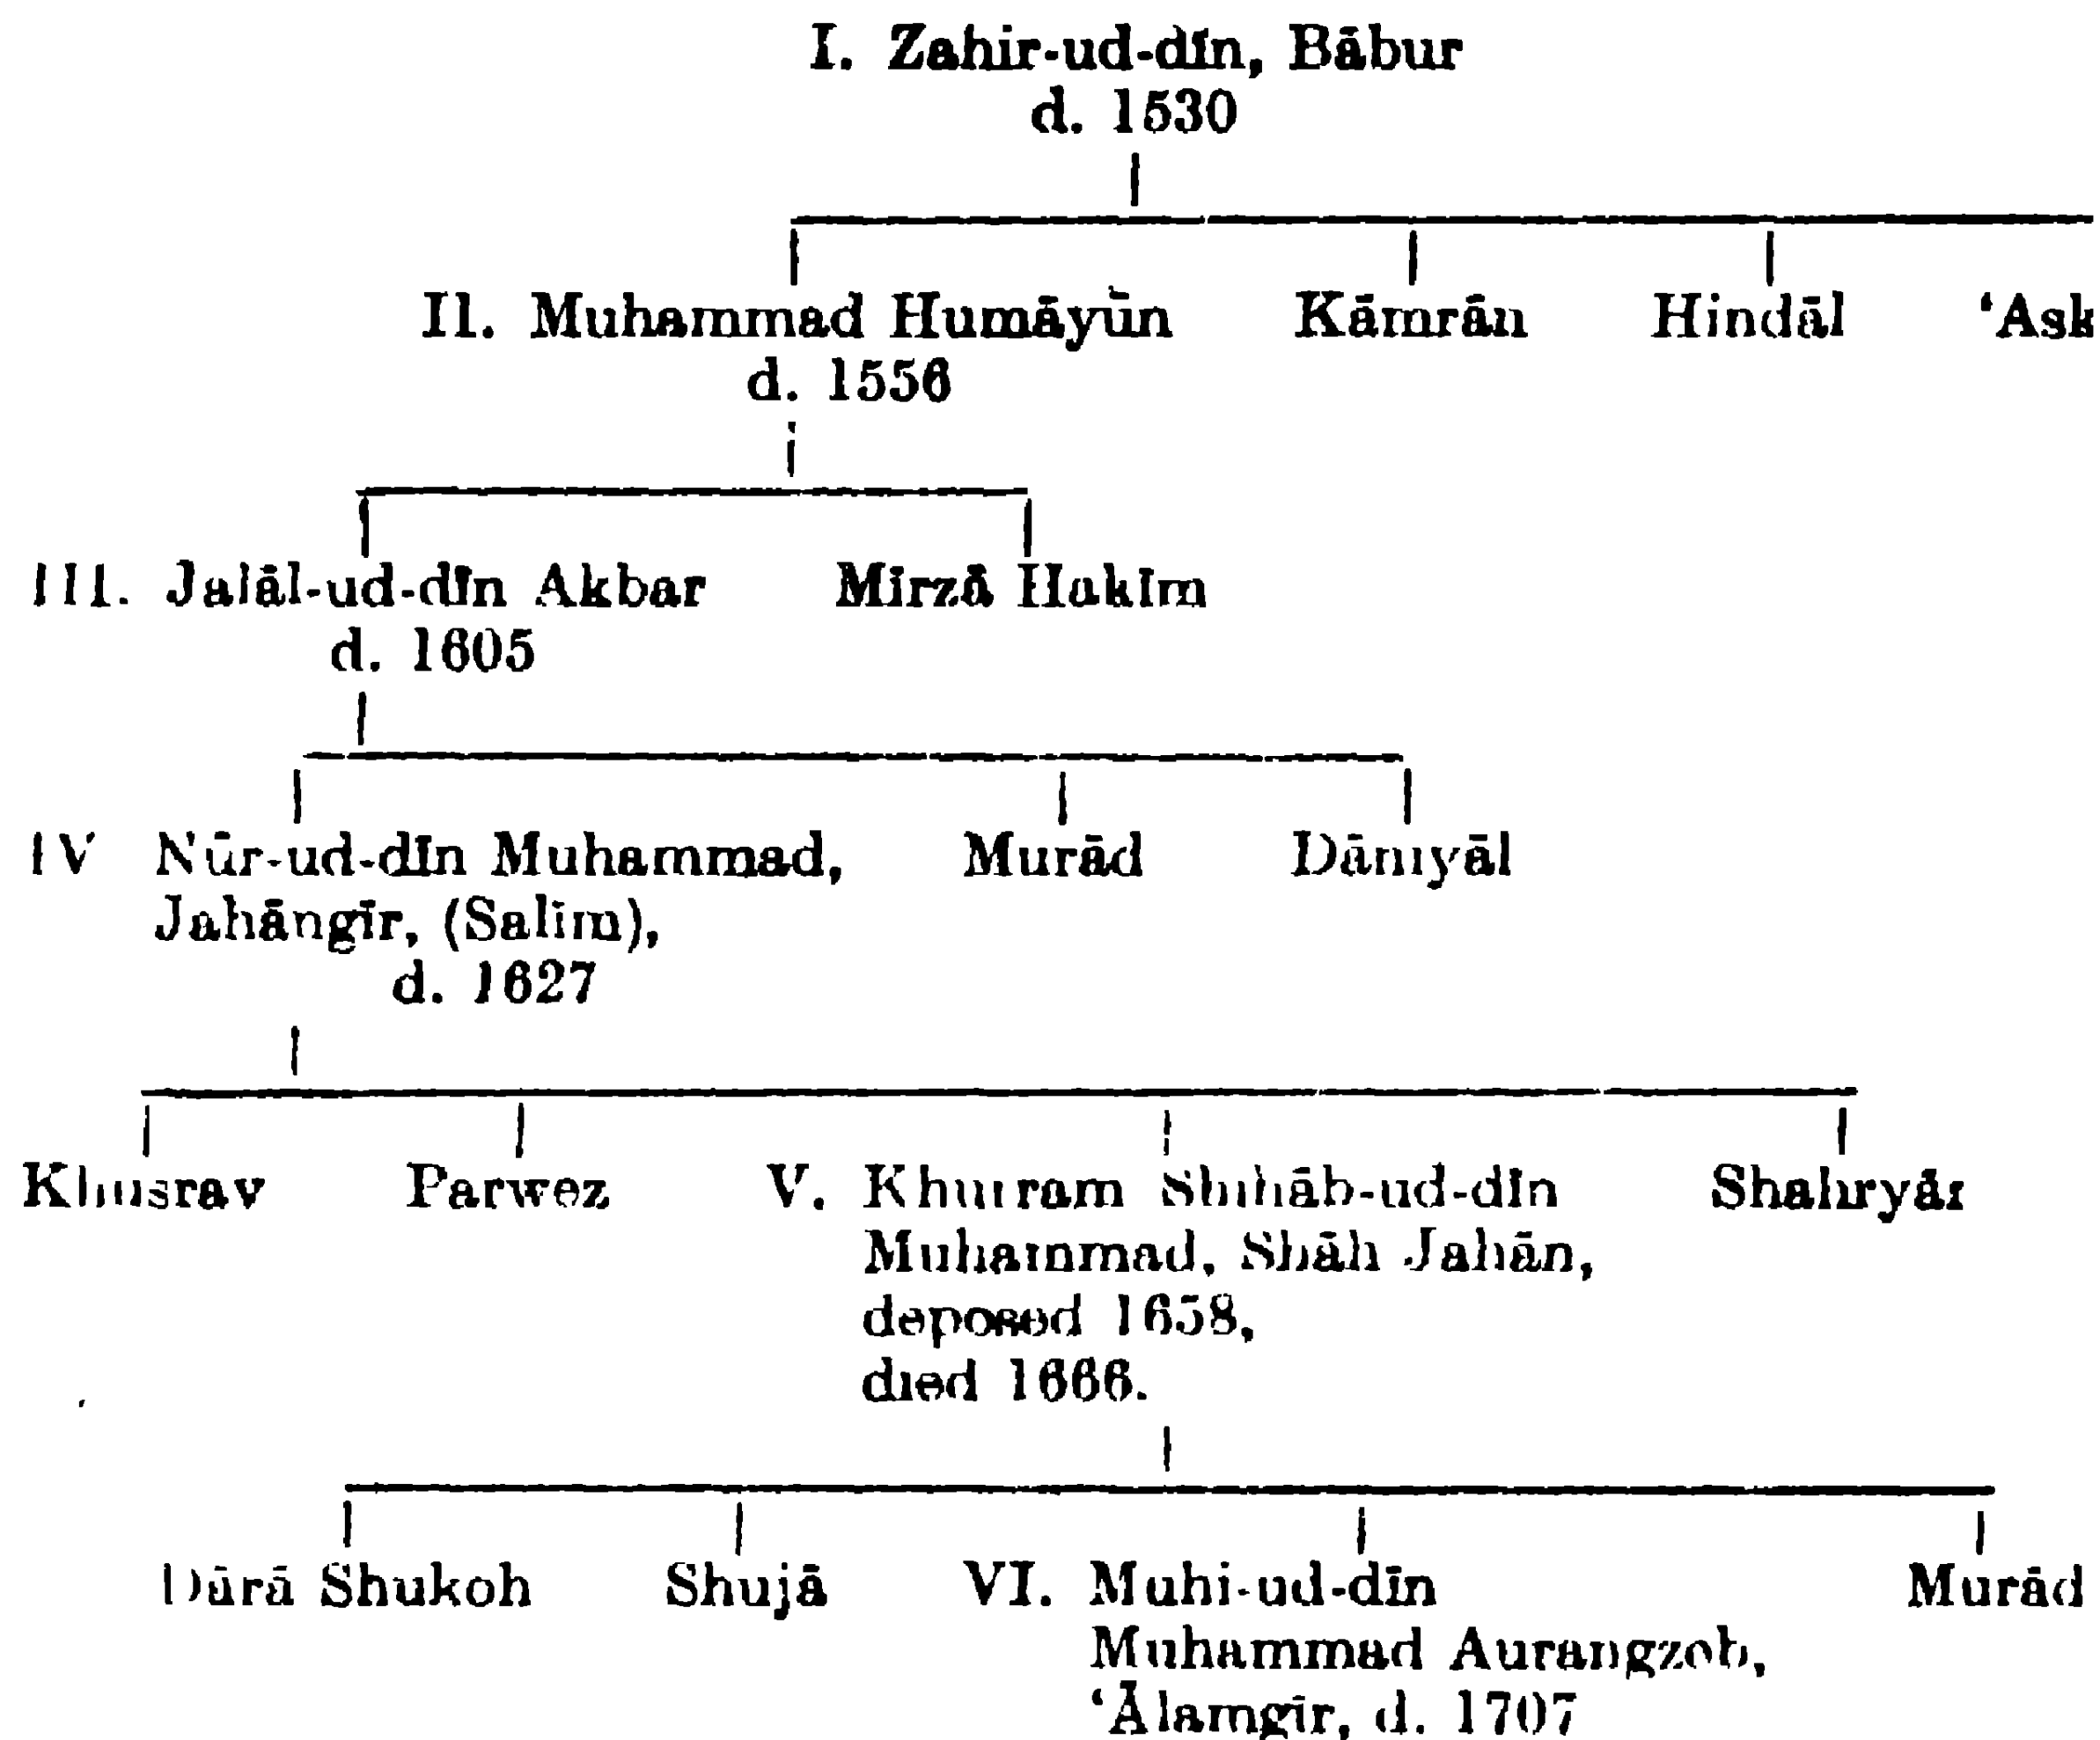 I. Zahir-ud-dīn, Bābur
d. 1530
II. Muhammad Humāyūn Kāmrān Hindāl ‘Ask
d. 1556
III. Jalāl-ud-dīn Akbar Mirzā Hakīm
d. 1605
IV Nūr-ud-dīn Muhammad, Murād Dāniyāl
Jahāngīr, (Salim),
d. 1627
Khusrav Parwez V. Khurram Shihāb-ud-dīn Shahryār
Muhammad, Shāh Jahān,
deposed 1658,
died 1666.
Dārā Shukoh Shujā VI. Muhi-ud-dīn Murād
Muhammad Aurangzeb,
‘Ālamgīr, d. 1707